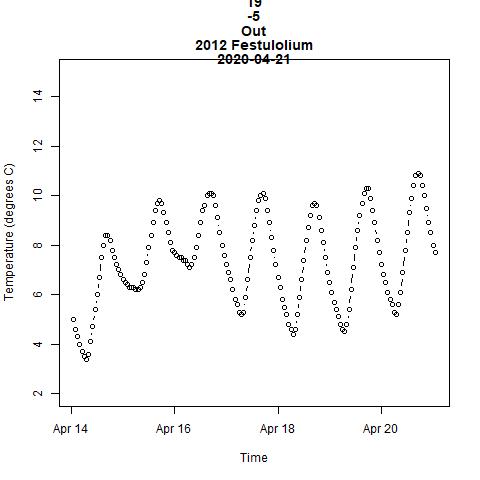 19
-5
Out
2012 Festulolium
2020-04-21
14
12
10
8
6
4
2
Temperature (degrees C)
Apr 14
Apr 16
Apr 18
Apr 20
Time